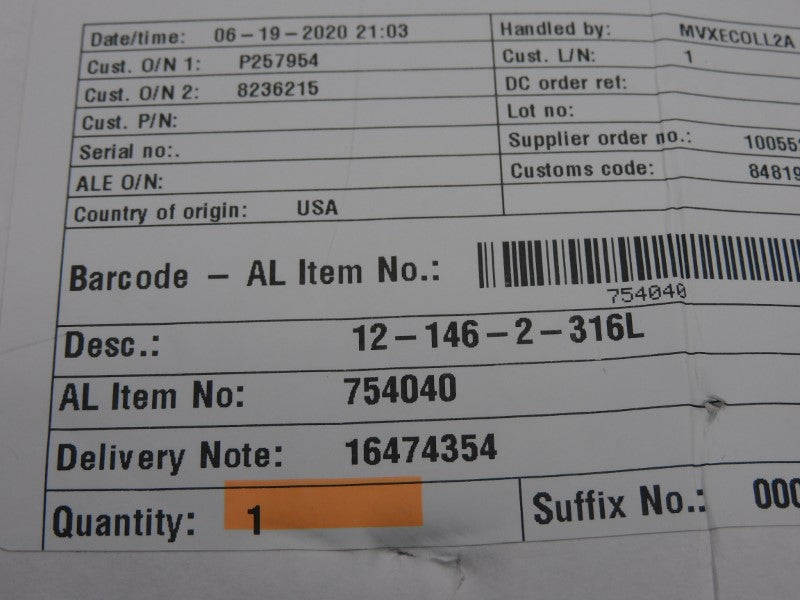 Date/time: 06-19-2020 21:03 Handled by: MVXECOLL2A
Cust. O/N 1: P257954 Cust. L/N: 1
Cust. O/N 2: 8236215 DC order ref:
Cust. P/N: Lot no:
Serial no:. Supplier order no.: 10055
ALE O/N: Customs code: 84819
Country of origin: USA
Barcode - AL Item No.:
754040
Desc.: 12-146-2-316L
AL Item No: 754040
Delivery Note: 16474354
Quantity: 1 Suffix No.: 000